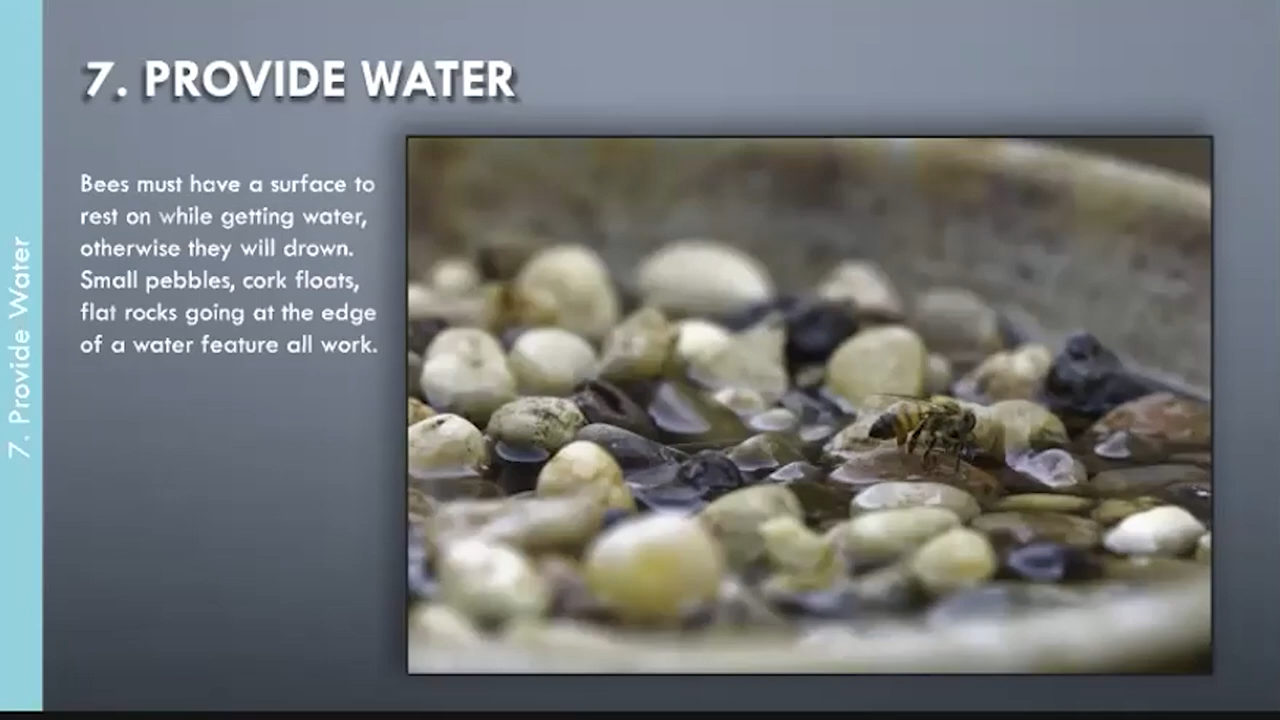 7. PROVIDE WATER
Bees must have a surface to
rest on while getting water,
otherwise they will drown.
Small pebbles, cork floats,
flat rocks going at the edge
of a water feature all work.
7. Provide Water